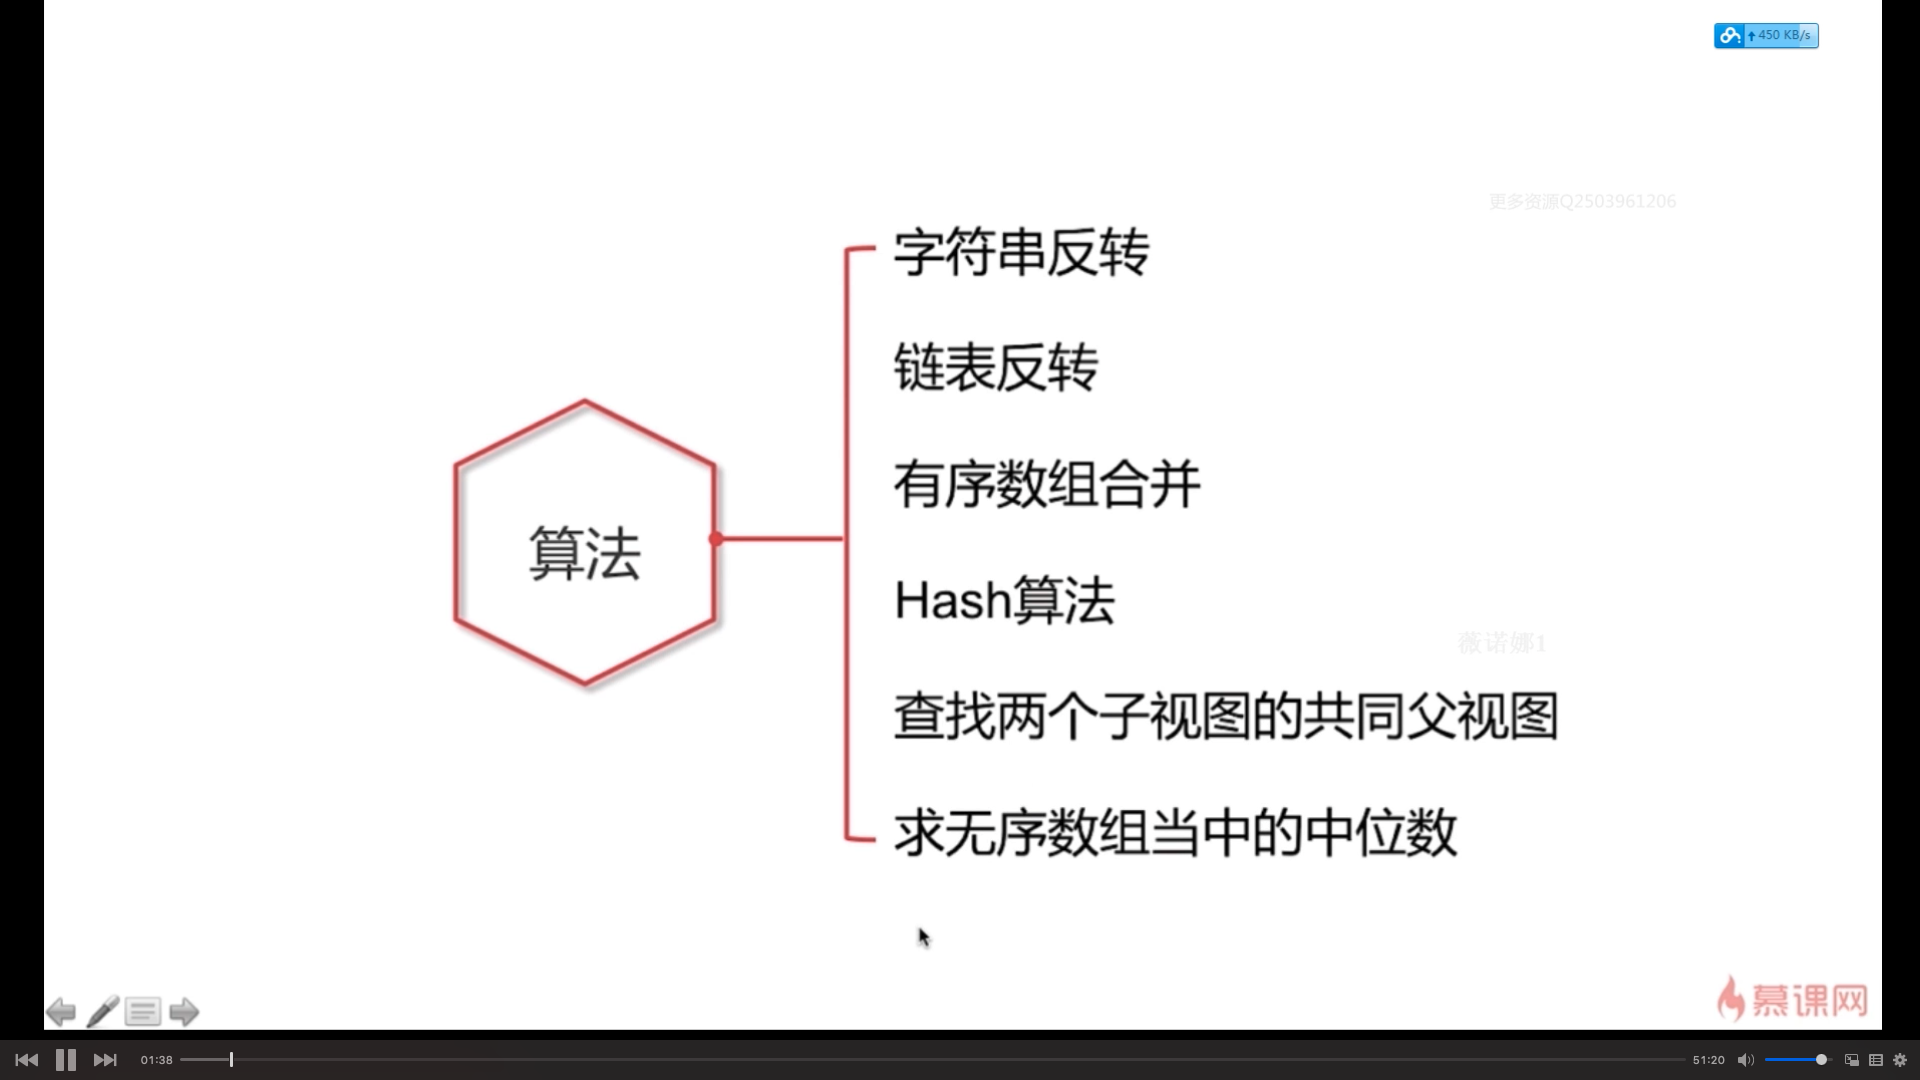 ↑ 450 KB/s
更多资源Q2503961206
字符串反转
链表反转
有序数组合并
算法
Hash算法
薇诺娜1
查找两个子视图的共同父视图
求无序数组当中的中位数
慕课网
01:38
51:20